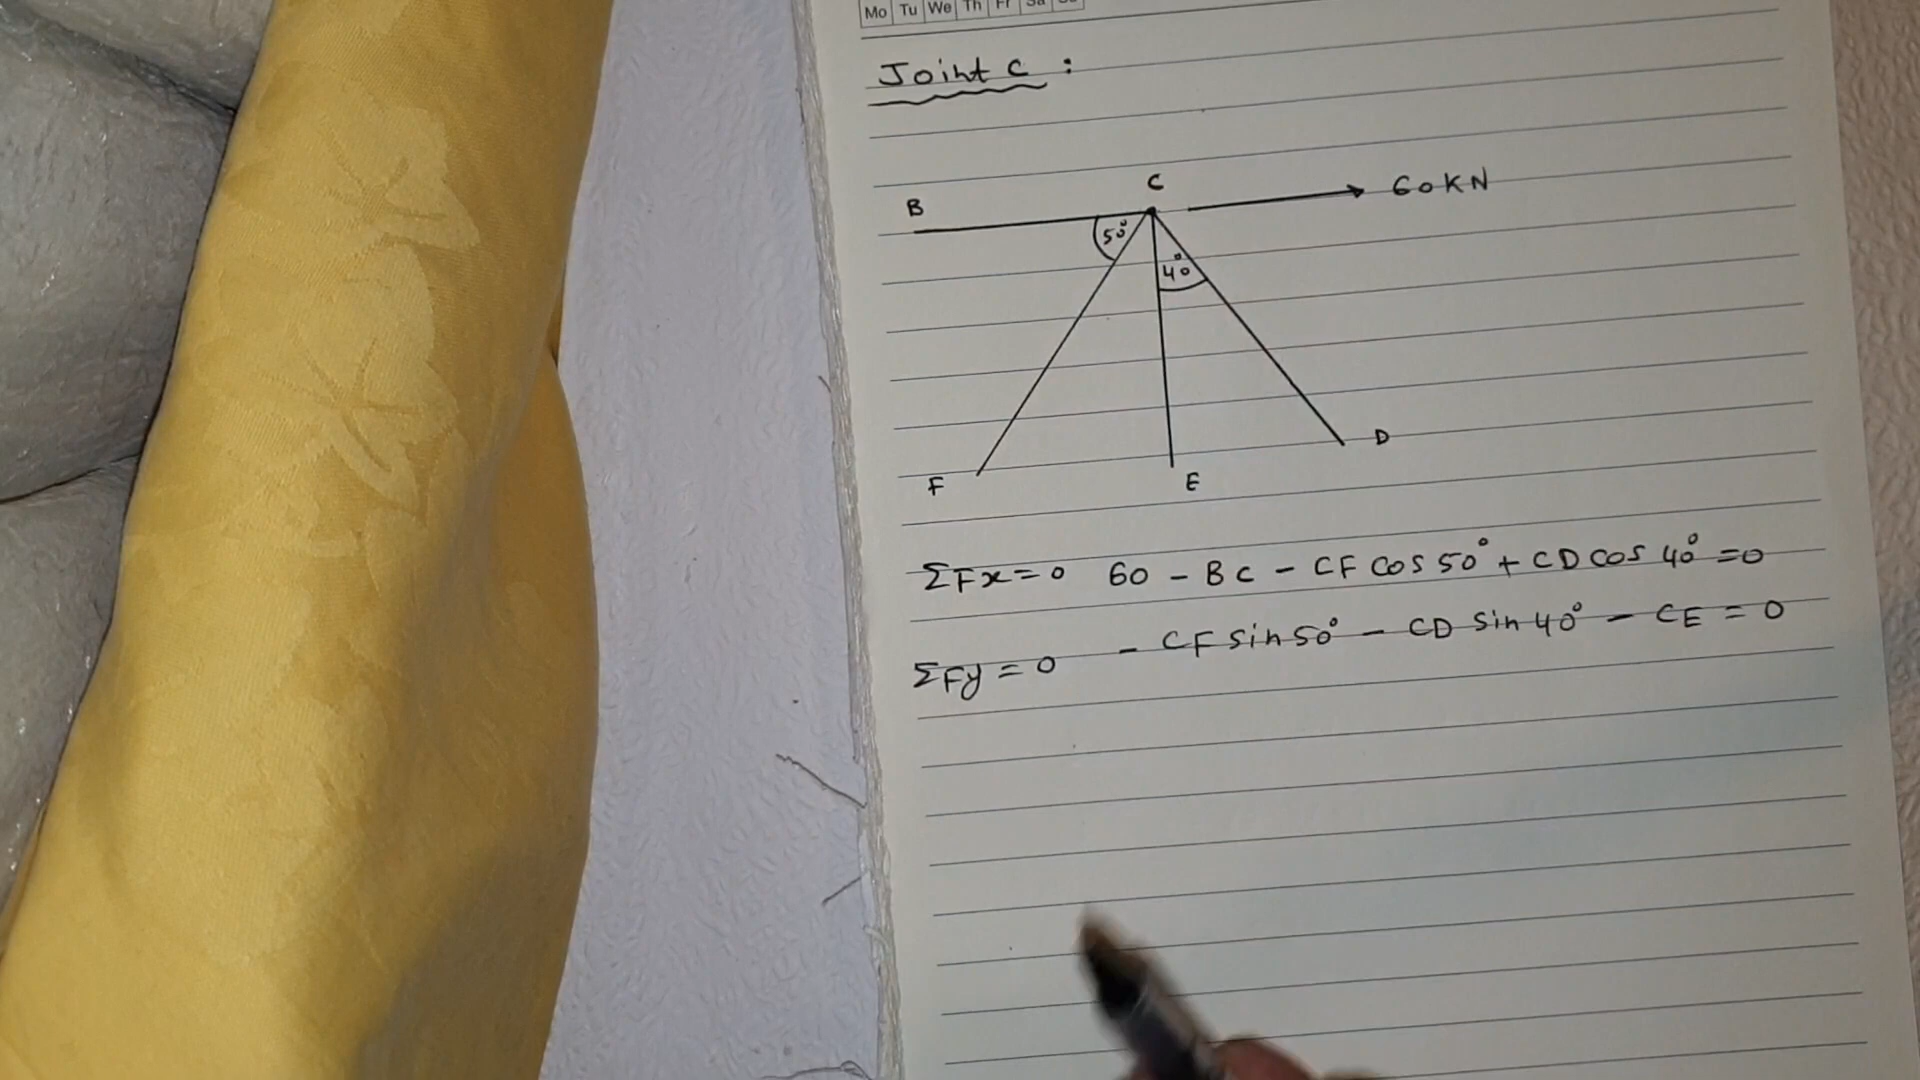 Mo Tu We Th Fr Sa
Joint C :
C
60KN
B
50°
40°
D
F
E
ΣFx=0 60 - BC - CF Cos 50° + CD cos 40° =0
ΣFy = 0 - CF Sin 50° - CD Sin 40° - CE = 0